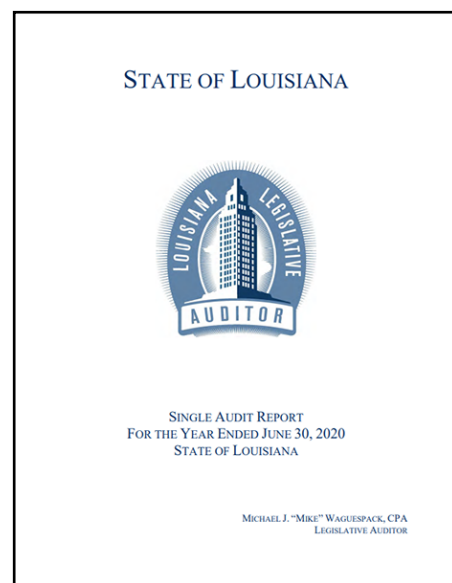 STATE OF LOUISIANA
LOUISIANA LEGISLATIVE
AUDITOR
SINGLE AUDIT REPORT
FOR THE YEAR ENDED JUNE 30, 2020
STATE OF LOUISIANA
MICHAEL J. "MIKE" WAGUESPACK, CPA
LEGISLATIVE AUDITOR